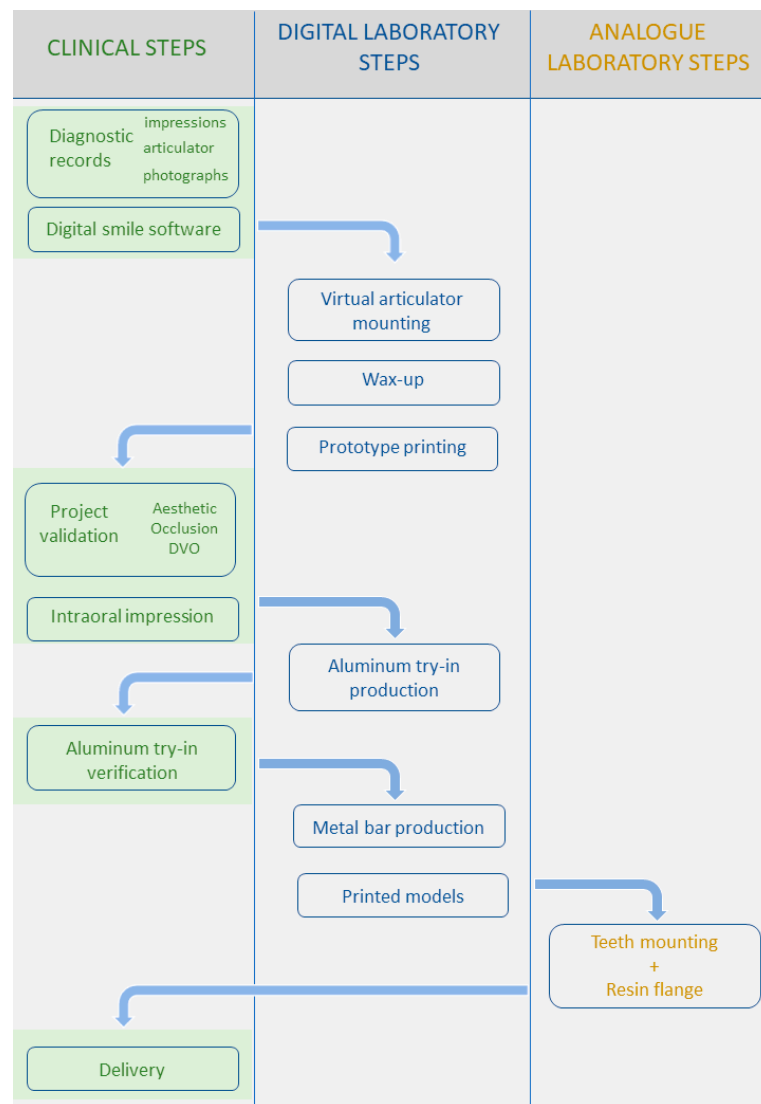 CLINICAL STEPS
DIGITAL LABORATORY
STEPS
ANALOGUE
LABORATORY STEPS
Diagnostic
records
impressions
articulator
photographs
Digital smile software
Virtual articulator
mounting
Wax-up
Prototype printing
Project
validation
Aesthetic
Occlusion
DVO
Intraoral impression
Aluminum try-in
production
Aluminum try-in
verification
Metal bar production
Printed models
Teeth mounting
+
Resin flange
Delivery